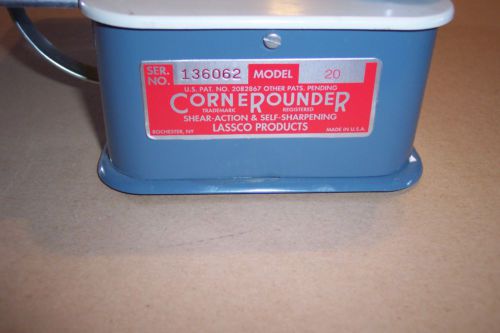 SER. NO. 136062 MODEL 20
U.S. PAT. NO. 2082867 OTHER PATS. PENDING
CORNEROUNDER
TRADEMARK REGISTERED
SHEAR-ACTION & SELF-SHARPENING
LASSCO PRODUCTS
ROCHESTER, NY MADE IN U.S.A.